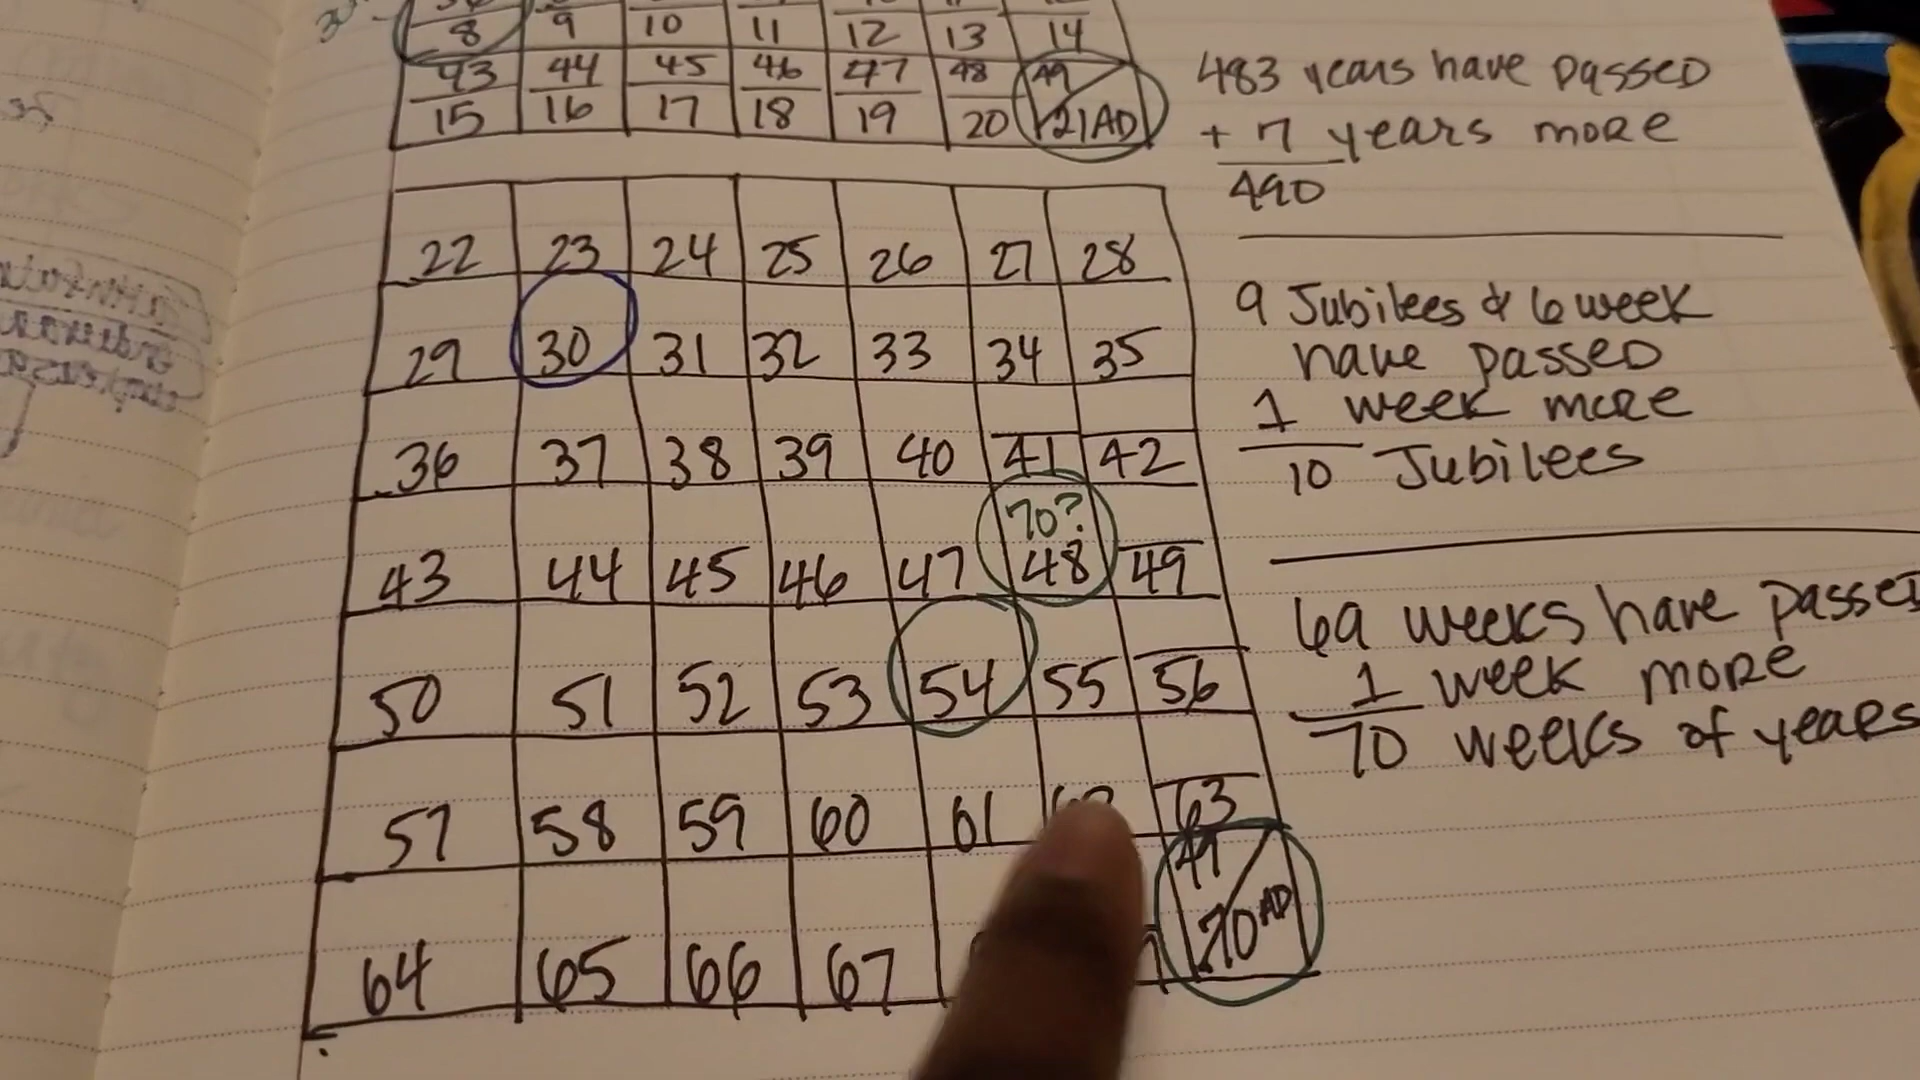 8 9 10 11 12 13 14
43 44 45 46 47 48 49
15 16 17 18 19 20 21AD
22 23 24 25 26 27 28
29 30 31 32 33 34 35
36 37 38 39 40 41 42
70?
43 44 45 46 47 48 49
50 51 52 53 54 55 56
57 58 59 60 61 63
49
64 65 66 67 70 AD
483 years have passed
+ 7 years more
490
9 Jubilees & 6 week
have passed
1 week more
10 Jubilees
69 weeks have passed
1 week more
70 weeks of years